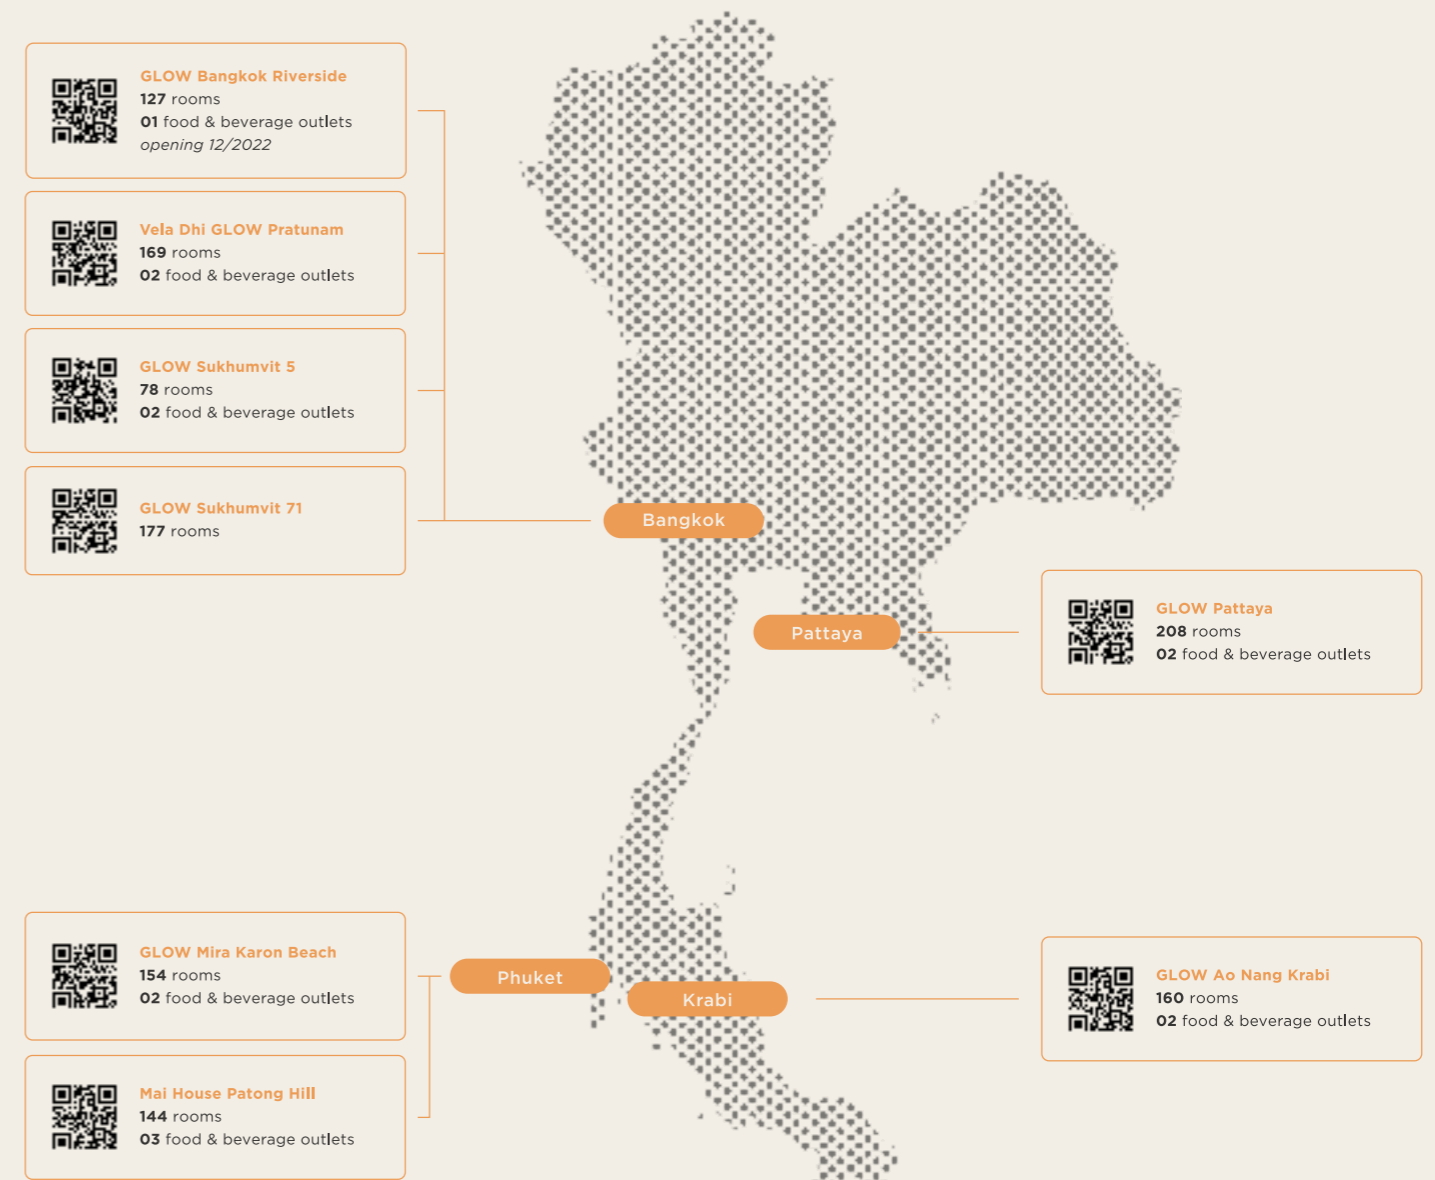 GLOW Bangkok Riverside
127 rooms
01 food & beverage outlets
opening 12/2022
Vela Dhi GLOW Pratunam
169 rooms
02 food & beverage outlets
GLOW Sukhumvit 5
78 rooms
02 food & beverage outlets
GLOW Sukhumvit 71
177 rooms
Bangkok
Pattaya
GLOW Pattaya
208 rooms
02 food & beverage outlets
GLOW Mira Karon Beach
154 rooms
02 food & beverage outlets
Phuket
Krabi
GLOW Ao Nang Krabi
160 rooms
02 food & beverage outlets
Mai House Patong Hill
144 rooms
03 food & beverage outlets